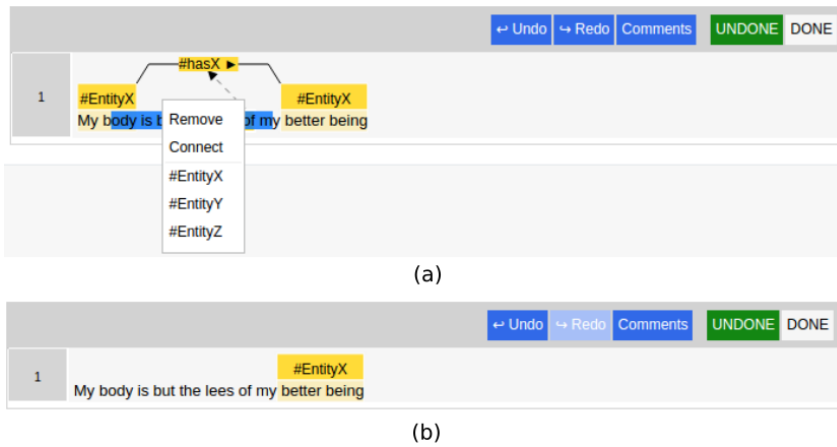 ↩ Undo ↪ Redo Comments UNDONE DONE
#hasX ►
1 #EntityX #EntityX
My body is b of my better being
Remove
Connect
#EntityX
#EntityY
#EntityZ
(a)
↩ Undo ↪ Redo Comments UNDONE DONE
#EntityX
1 My body is but the lees of my better being
(b)